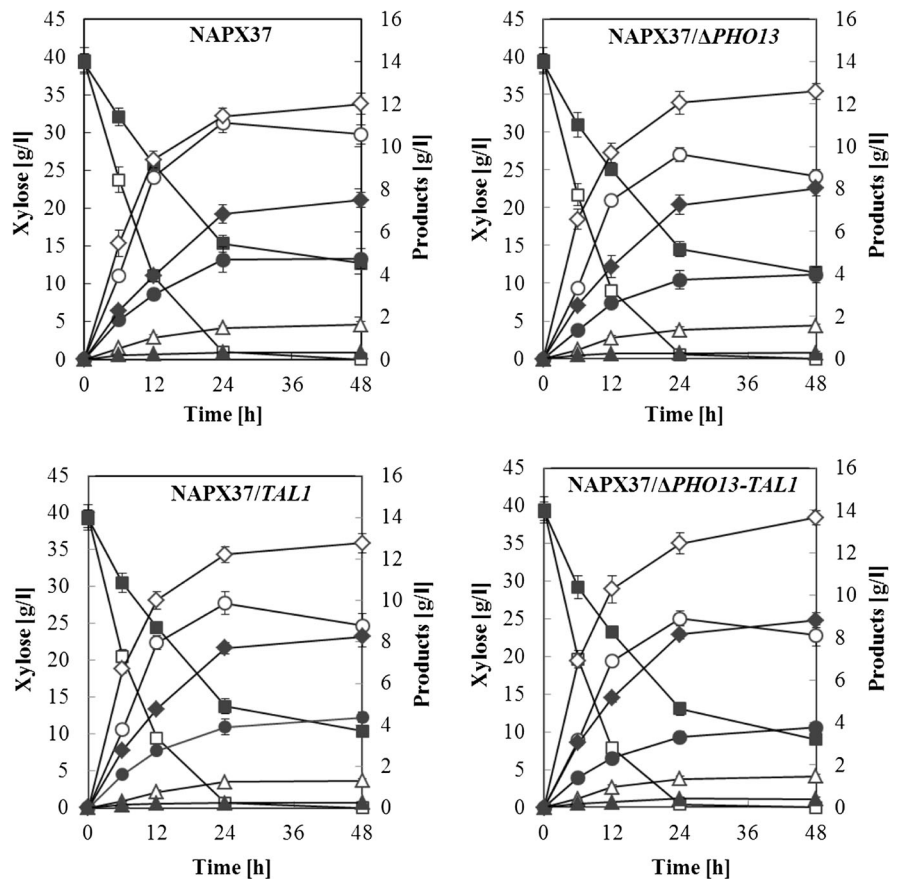 NAPX37
45 40 35 30 25 20 15 10 5 0
Xylose [g/l]
16 14 12 10 8 6 4 2 0
Products [g/l]
0 12 24 36 48
Time [h]
NAPX37/Δ<i>PHO13</i>
45 40 35 30 25 20 15 10 5 0
Xylose [g/l]
16 14 12 10 8 6 4 2 0
Products [g/l]
0 12 24 36 48
Time [h]
NAPX37/<i>TAL1</i>
45 40 35 30 25 20 15 10 5 0
Xylose [g/l]
16 14 12 10 8 6 4 2 0
Products [g/l]
0 12 24 36 48
Time [h]
NAPX37/Δ<i>PHO13-TAL1</i>
45 40 35 30 25 20 15 10 5 0
Xylose [g/l]
16 14 12 10 8 6 4 2 0
Products [g/l]
0 12 24 36 48
Time [h]